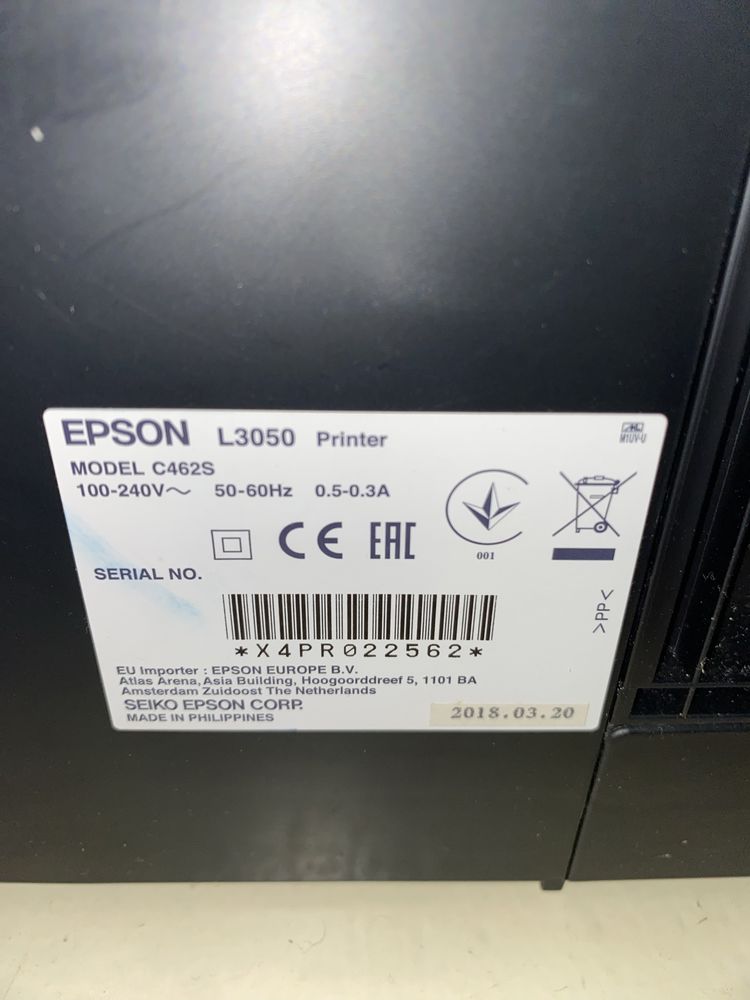 EPSON L3050 Printer
MODEL C462S
100-240V～ 50-60Hz 0.5-0.3A
M1UV-U
001
CE EAC
SERIAL NO.
*X4PR022562*
>PP<
EU Importer : EPSON EUROPE B.V.
Atlas Arena, Asia Building, Hoogoorddreef 5, 1101 BA
Amsterdam Zuidoost The Netherlands
SEIKO EPSON CORP.
MADE IN PHILIPPINES
2018.03.20